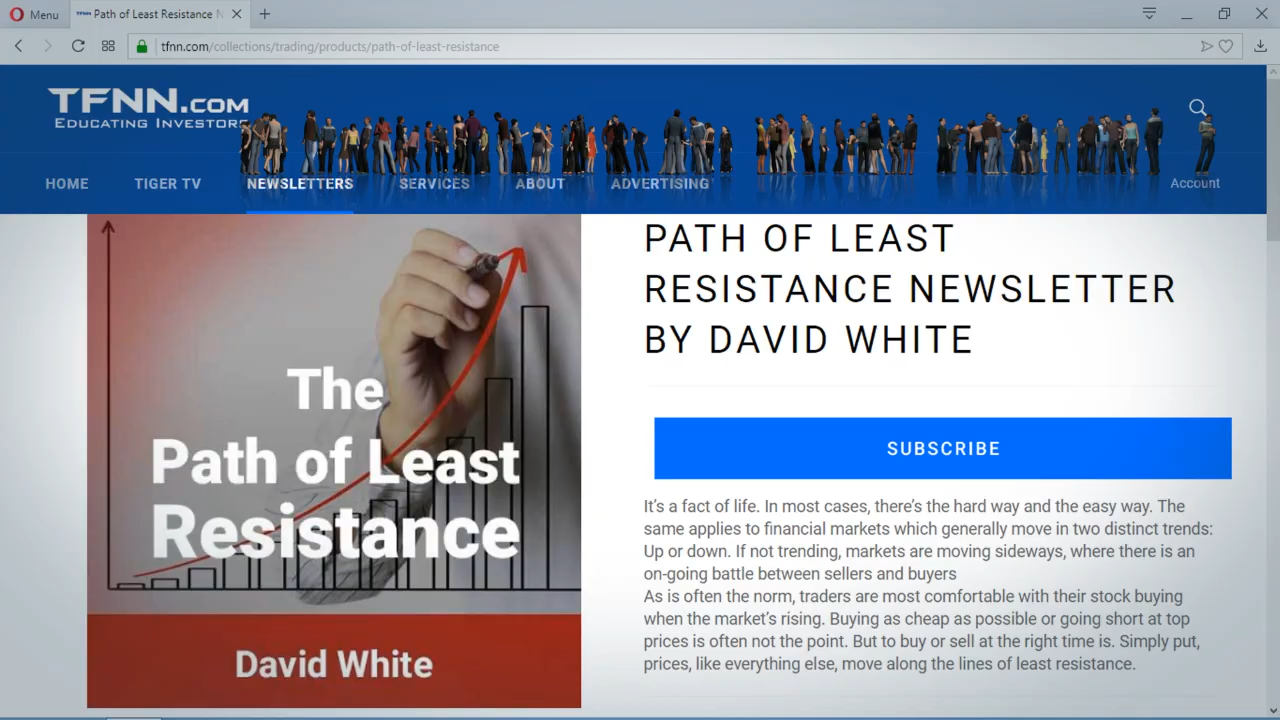 Menu
Path of Least Resistance N
tfnn.com/collections/trading/products/path-of-least-resistance
TFNN.COM
EDUCATING INVESTORS
HOME
TIGER TV
NEWSLETTERS
SERVICES
ABOUT
ADVERTISING
Account
The
Path of Least
Resistance
David White
PATH OF LEAST
RESISTANCE NEWSLETTER
BY DAVID WHITE
SUBSCRIBE
It's a fact of life. In most cases, there's the hard way and the easy way. The
same applies to financial markets which generally move in two distinct trends:
Up or down. If not trending, markets are moving sideways, where there is an
on-going battle between sellers and buyers
As is often the norm, traders are most comfortable with their stock buying
when the market's rising. Buying as cheap as possible or going short at top
prices is often not the point. But to buy or sell at the right time is. Simply put,
prices, like everything else, move along the lines of least resistance.